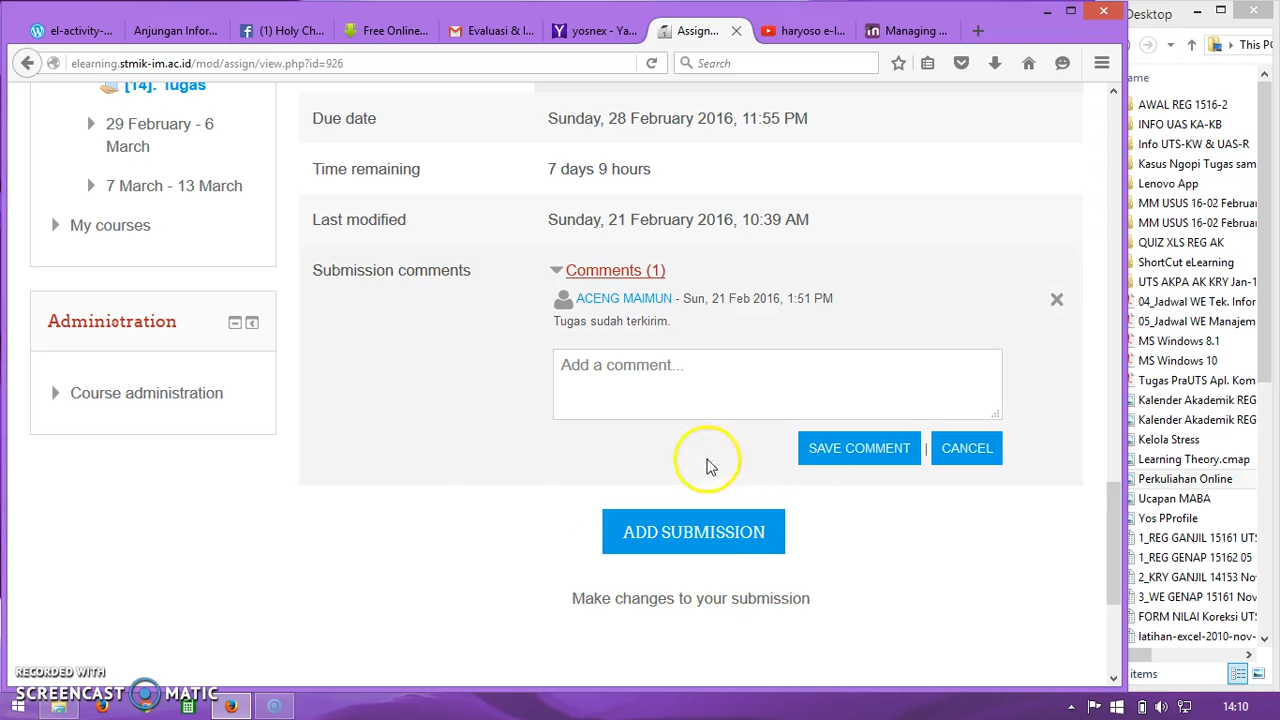 Desktop
el-activity-...
Anjungan Infor...
(1) Holy Ch...
Free Online...
Evaluasi & I...
yosnex - Ya...
Assign...
haryoso e-l...
Managing ...
elearning.stmik-im.ac.id/mod/assign/view.php?id=926
Search
This PC
ame
[14]. Tugas
29 February - 6
March
7 March - 13 March
My courses
Administration
Course administration
Due date
Sunday, 28 February 2016, 11:55 PM
Time remaining
7 days 9 hours
Last modified
Sunday, 21 February 2016, 10:39 AM
Submission comments
Comments (1)
ACENG MAIMUN - Sun, 21 Feb 2016, 1:51 PM
Tugas sudah terkirim.
Add a comment...
SAVE COMMENT | CANCEL
ADD SUBMISSION
Make changes to your submission
AWAL REG 1516-2
INFO UAS KA-KB
Info UTS-KW & UAS-R
Kasus Ngopi Tugas sam
Lenovo App
MM USUS 16-02 Februar
MM USUS 16-02 Februar
QUIZ XLS REG AK
ShortCut eLearning
UTS AKPA AK KRY Jan-1
04_Jadwal WE Tek. Infor
05_Jadwal WE Manajem
MS Windows 8.1
MS Windows 10
Tugas PraUTS Apl. Kom
Kalender Akademik REG
Kalender Akademik REG
Kelola Stress
Learning Theory.cmap
Perkuliahan Online
Ucapan MABA
Yos PProfile
1_REG GANJIL 15161 UTS
1_REG GENAP 15162 05
2_KRY GANJIL 14153 Nov
3_WE GENAP 15161 Nov
FORM NILAI Koreksi UTS
latihan-excel-2010-nov-
items
RECORDED WITH
SCREENCAST MATIC
14:10